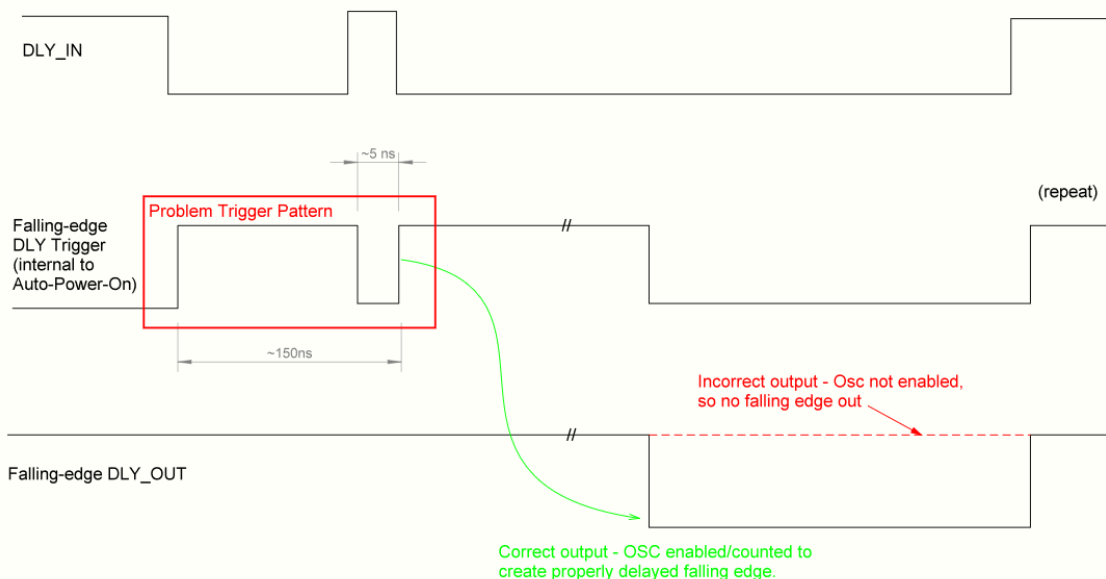 DLY_IN
~5 ns
Problem Trigger Pattern
(repeat)
Falling-edge
DLY Trigger
(internal to
Auto-Power-On)
//
~150ns
Incorrect output - Osc not enabled,
so no falling edge out
//
Falling-edge DLY_OUT
Correct output - OSC enabled/counted to
create properly delayed falling edge.